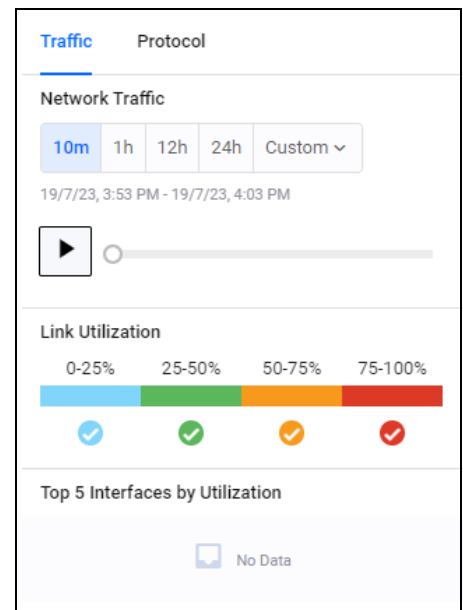 Traffic Protocol
Network Traffic
10m 1h 12h 24h Custom
19/7/23, 3:53 PM - 19/7/23, 4:03 PM
Link Utilization
0-25% 25-50% 50-75% 75-100%
Top 5 Interfaces by Utilization
No Data